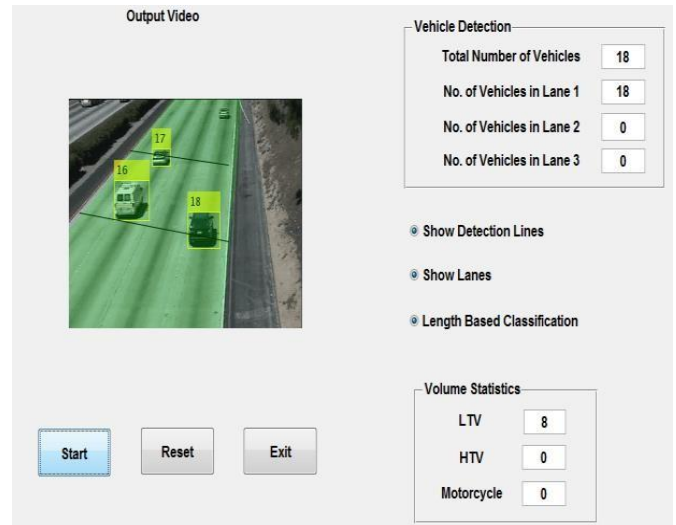 Output Video
17
16
18
Vehicle Detection
Total Number of Vehicles 18
No. of Vehicles in Lane 1 18
No. of Vehicles in Lane 2 0
No. of Vehicles in Lane 3 0
Show Detection Lines
Show Lanes
Length Based Classification
Volume Statistics
LTV 8
HTV 0
Motorcycle 0
Start Reset Exit